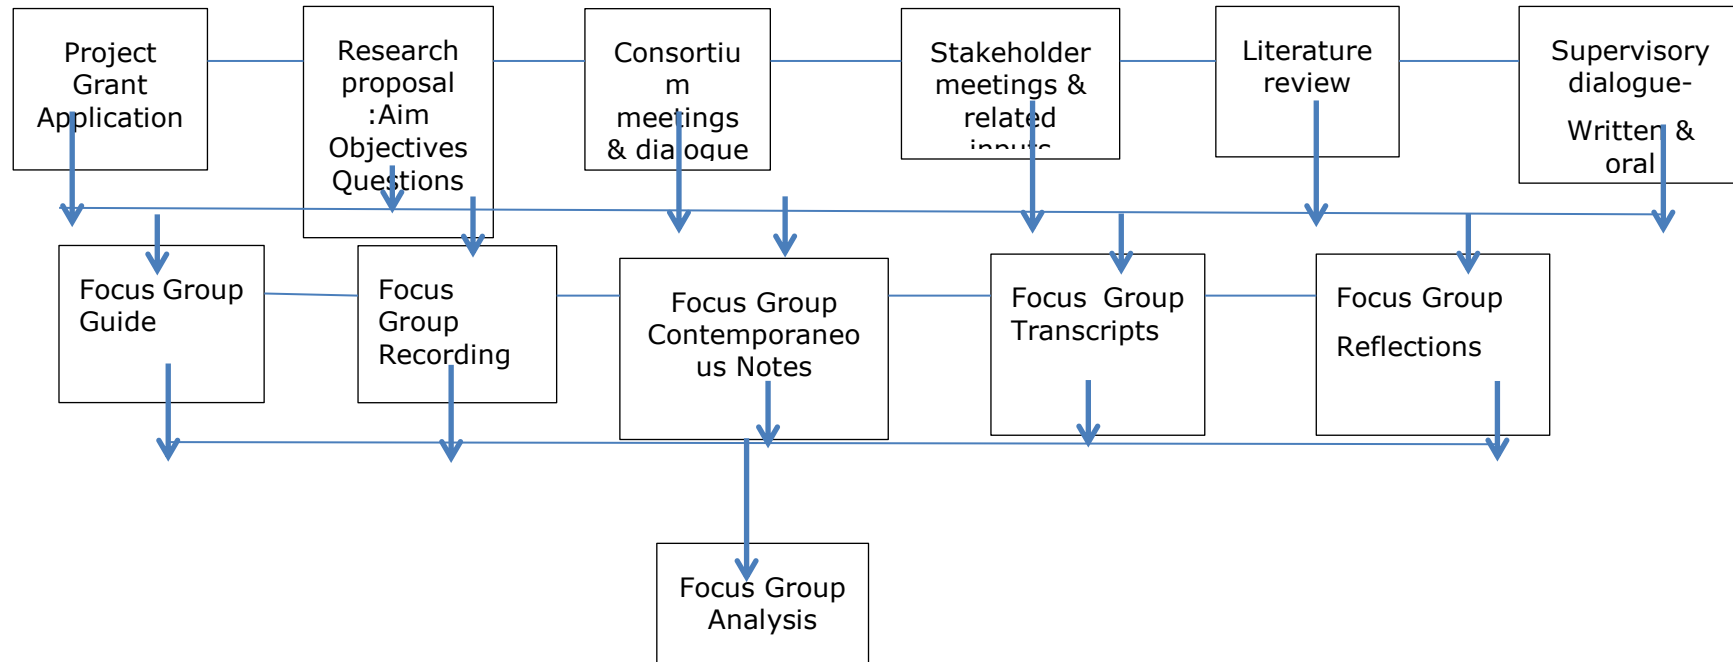 Project
Grant
Application
Research
proposal
:Aim
Objectives
Questions
Consortiu
m
meetings
& dialogue
Stakeholder
meetings &
related
inputs
Literature
review
Supervisory
dialogue-
Written &
oral
Focus Group
Guide
Focus
Group
Recording
Focus Group
Contemporaneo
us Notes
Focus Group
Transcripts
Focus Group
Reflections
Focus Group
Analysis